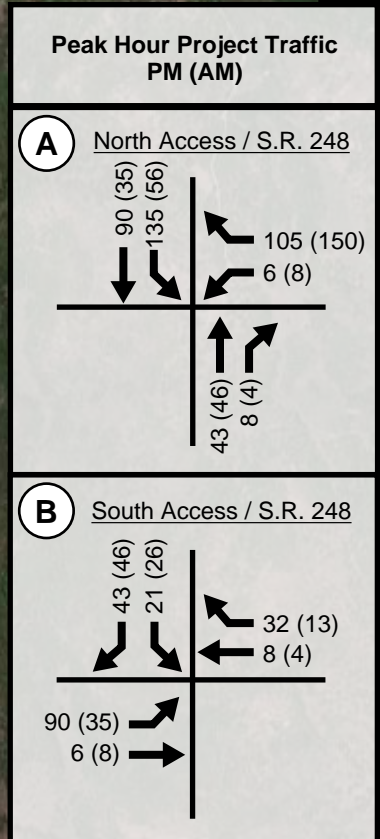 Peak Hour Project Traffic
PM (AM)
A
North Access / S.R. 248
90 (35)
135 (56)
105 (150)
6 (8)
43 (46)
8 (4)
B
South Access / S.R. 248
43 (46)
21 (26)
32 (13)
8 (4)
90 (35)
6 (8)